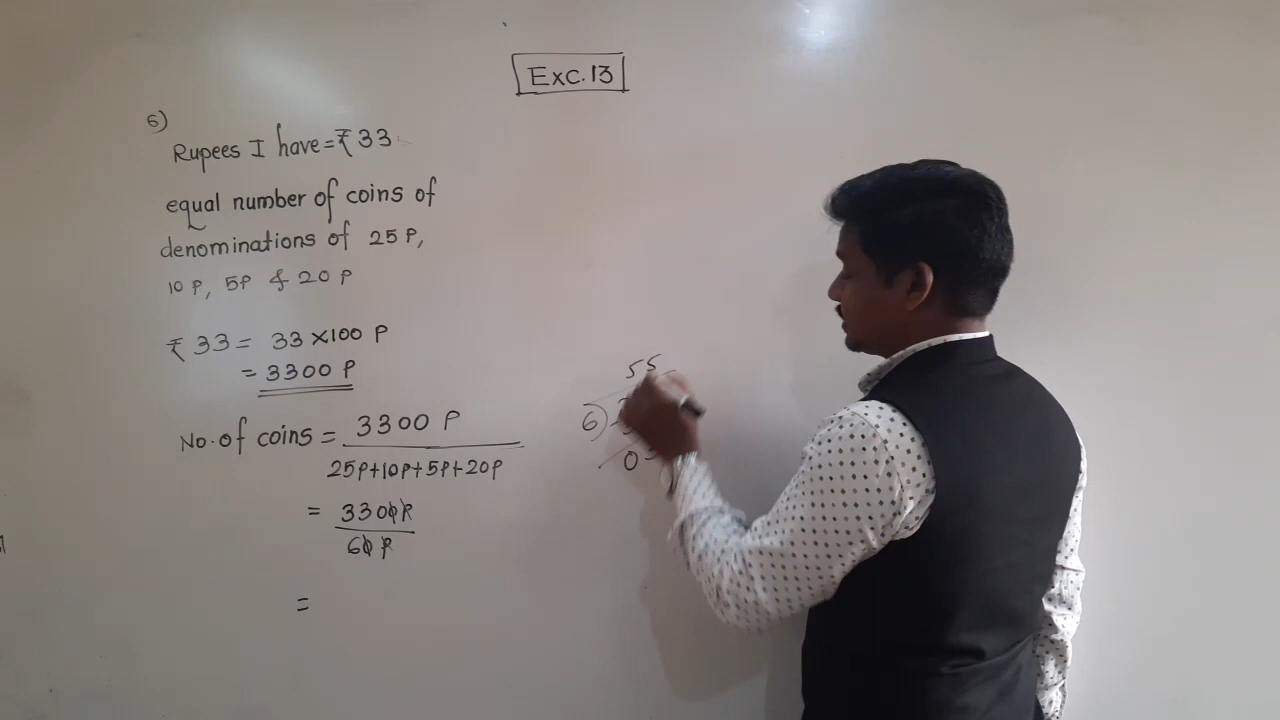 Exc.13
6)
Rupees I have = ₹ 33
equal number of coins of
denominations of 25 P,
10 P, 5P & 20 P
₹ 33 = 33 × 100 P
= 3300 P
No. of coins = 3300 P
25P+10P+5P+20P
= 3300P
60 P
=
55
6)
0